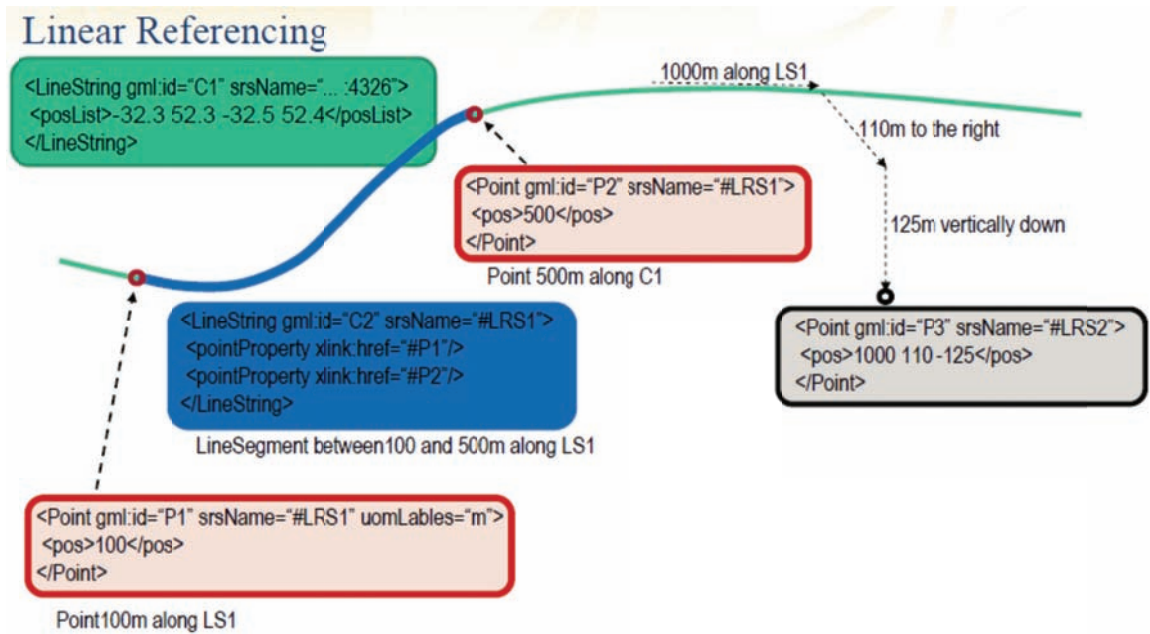 Linear Referencing
<LineString gml:id="C1" srsName="... :4326">
<posList>-32.3 52.3 -32.5 52.4</posList>
</LineString>
1000m along LS1
110m to the right
125m vertically down
<Point gml:id="P2" srsName="#LRS1">
<pos>500</pos>
</Point>
Point 500m along C1
<LineString gml:id="C2" srsName="#LRS1">
<pointProperty xlink:href="#P1"/>
<pointProperty xlink:href="#P2"/>
</LineString>
LineSegment between100 and 500m along LS1
<Point gml:id="P3" srsName="#LRS2">
<pos>1000 110 -125</pos>
</Point>
<Point gml:id="P1" srsName="#LRS1" uomLables="m">
<pos>100</pos>
</Point>
Point100m along LS1